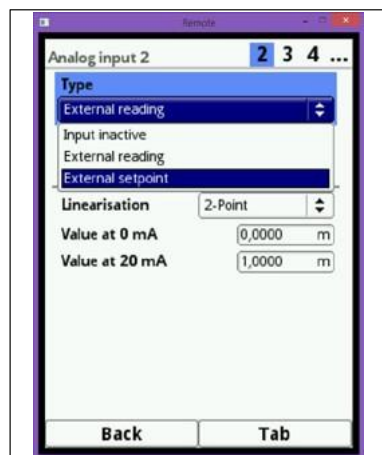 Remote
Analog input 2 2 3 4 ...
Type
External reading
Input inactive
External reading
External setpoint
Linearisation 2-Point
Value at 0 mA 0,0000 m
Value at 20 mA 1,0000 m
Back Tab